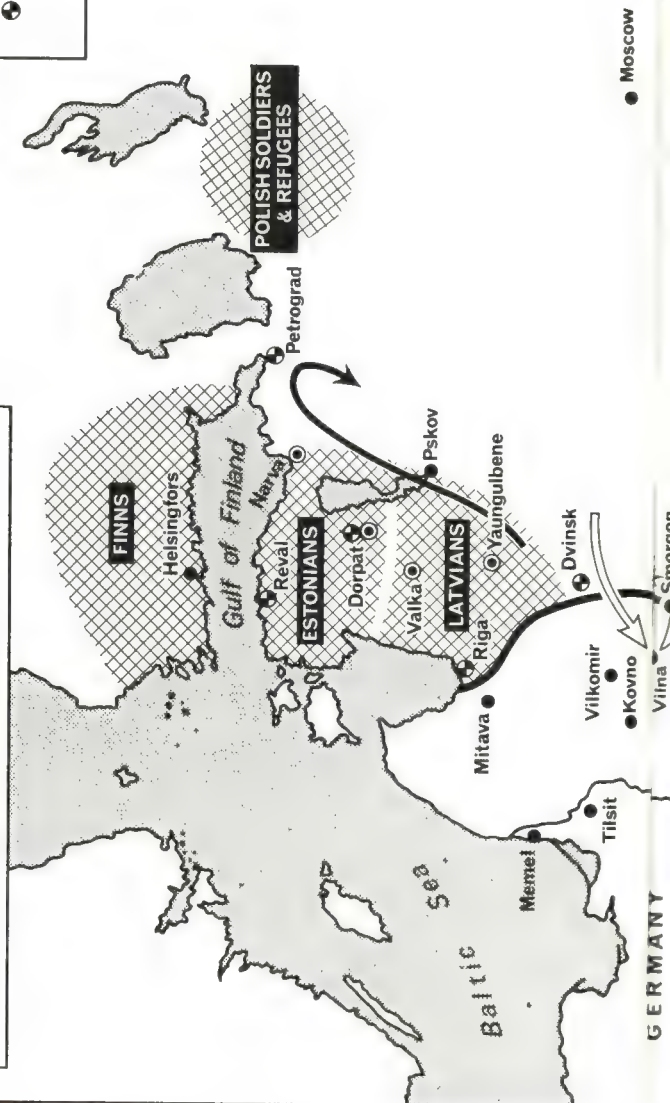 Moscow
POLISH SOLDIERS
& REFUGEES
Petrograd
FINNS
Helsingfors
Gulf of Finland
Narva
Reval
ESTONIANS
Dorpat
Pskov
Valka
LATVIANS
Yaungulbene
Riga
Mitava
Dvinsk
Vilkomir
Kovno
Vilna
Smorgon
Tilsit
Memel
Baltic Sea
GERMANY